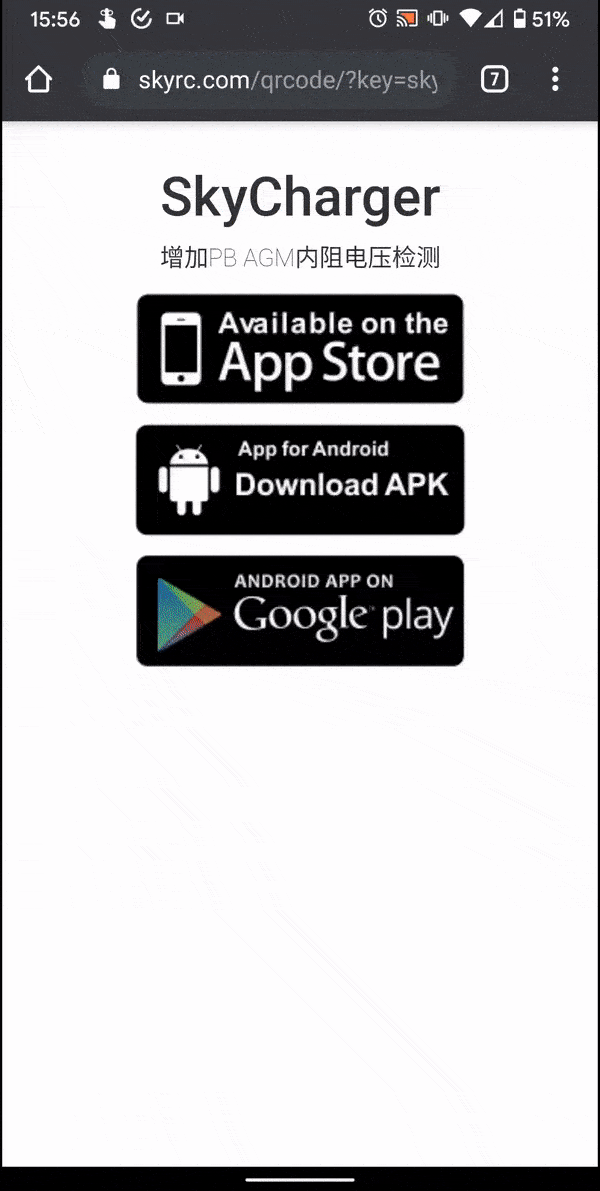 15:56
51%
skyrc.com/qrcode/?key=sky
7
SkyCharger
增加PB AGM内阻电压检测
Available on the
App Store
App for Android
Download APK
ANDROID APP ON
Google™ play